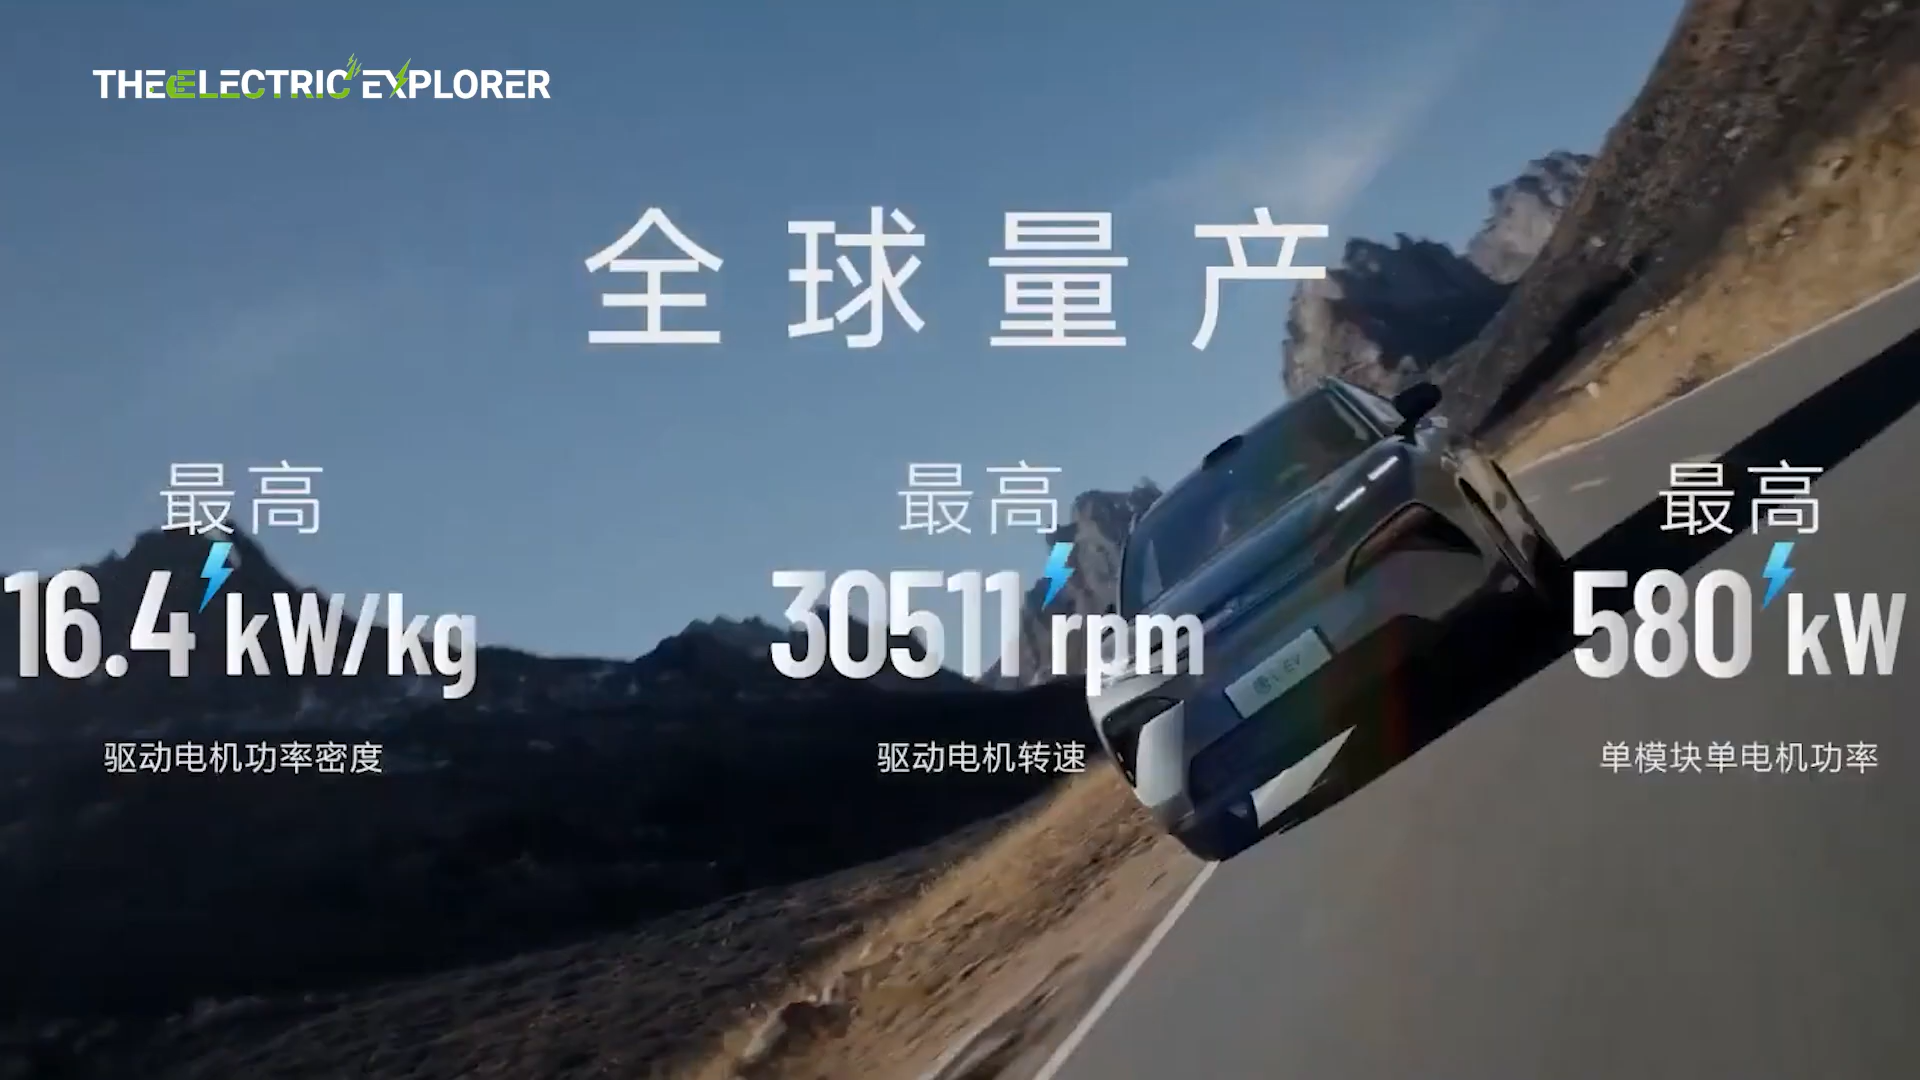 THE ELECTRIC EXPLORER
全球量产
最高
16.4 kW/kg
驱动电机功率密度
最高
30511 rpm
驱动电机转速
最高
580 kW
单模块单电机功率